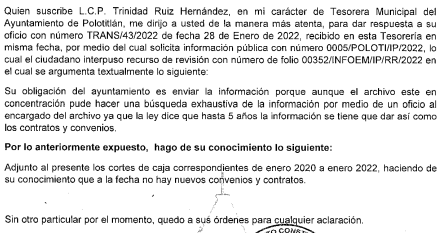 Quien suscribe L.C.P. Trinidad Ruiz Hernández, en mi carácter de Tesorera Municipal del
Ayuntamiento de Polotitlán, me dirijo a usted de la manera más atenta, para dar respuesta a su
oficio con número TRANS/43/2022 de fecha 28 de Enero de 2022, recibido en esta Tesorería en
misma fecha, por medio del cual solicita información pública con número 0005/POLOTI/IP/2022, lo
cual el ciudadano interpuso recurso de revisión con número de folio 00352/INFOEM/IP/RR/2022 en
el cual se argumenta textualmente lo siguiente:
Su obligación del ayuntamiento es enviar la información porque aunque el archivo este en
concentración pude hacer una búsqueda exhaustiva de la información por medio de un oficio al
encargado del archivo ya que la ley dice que hasta 5 años la información se tiene que dar así como
los contratos y convenios.
Por lo anteriormente expuesto, hago de su conocimiento lo siguiente:
Adjunto al presente los cortes de caja correspondientes de enero 2020 a enero 2022, haciendo de
su conocimiento que a la fecha no hay nuevos convenios y contratos.
Sin otro particular por el momento, quedo a sus órdenes para cualquier aclaración.